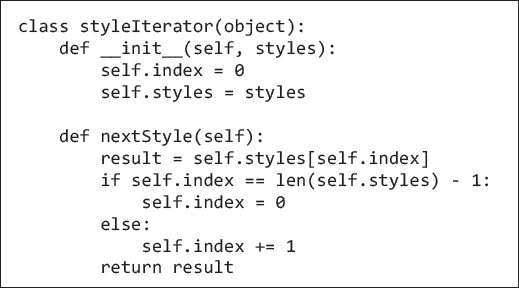 class styleIterator(object):
    def __init__(self, styles):
        self.index = 0
        self.styles = styles

    def nextStyle(self):
        result = self.styles[self.index]
        if self.index == len(self.styles) - 1:
            self.index = 0
        else:
            self.index += 1
        return result